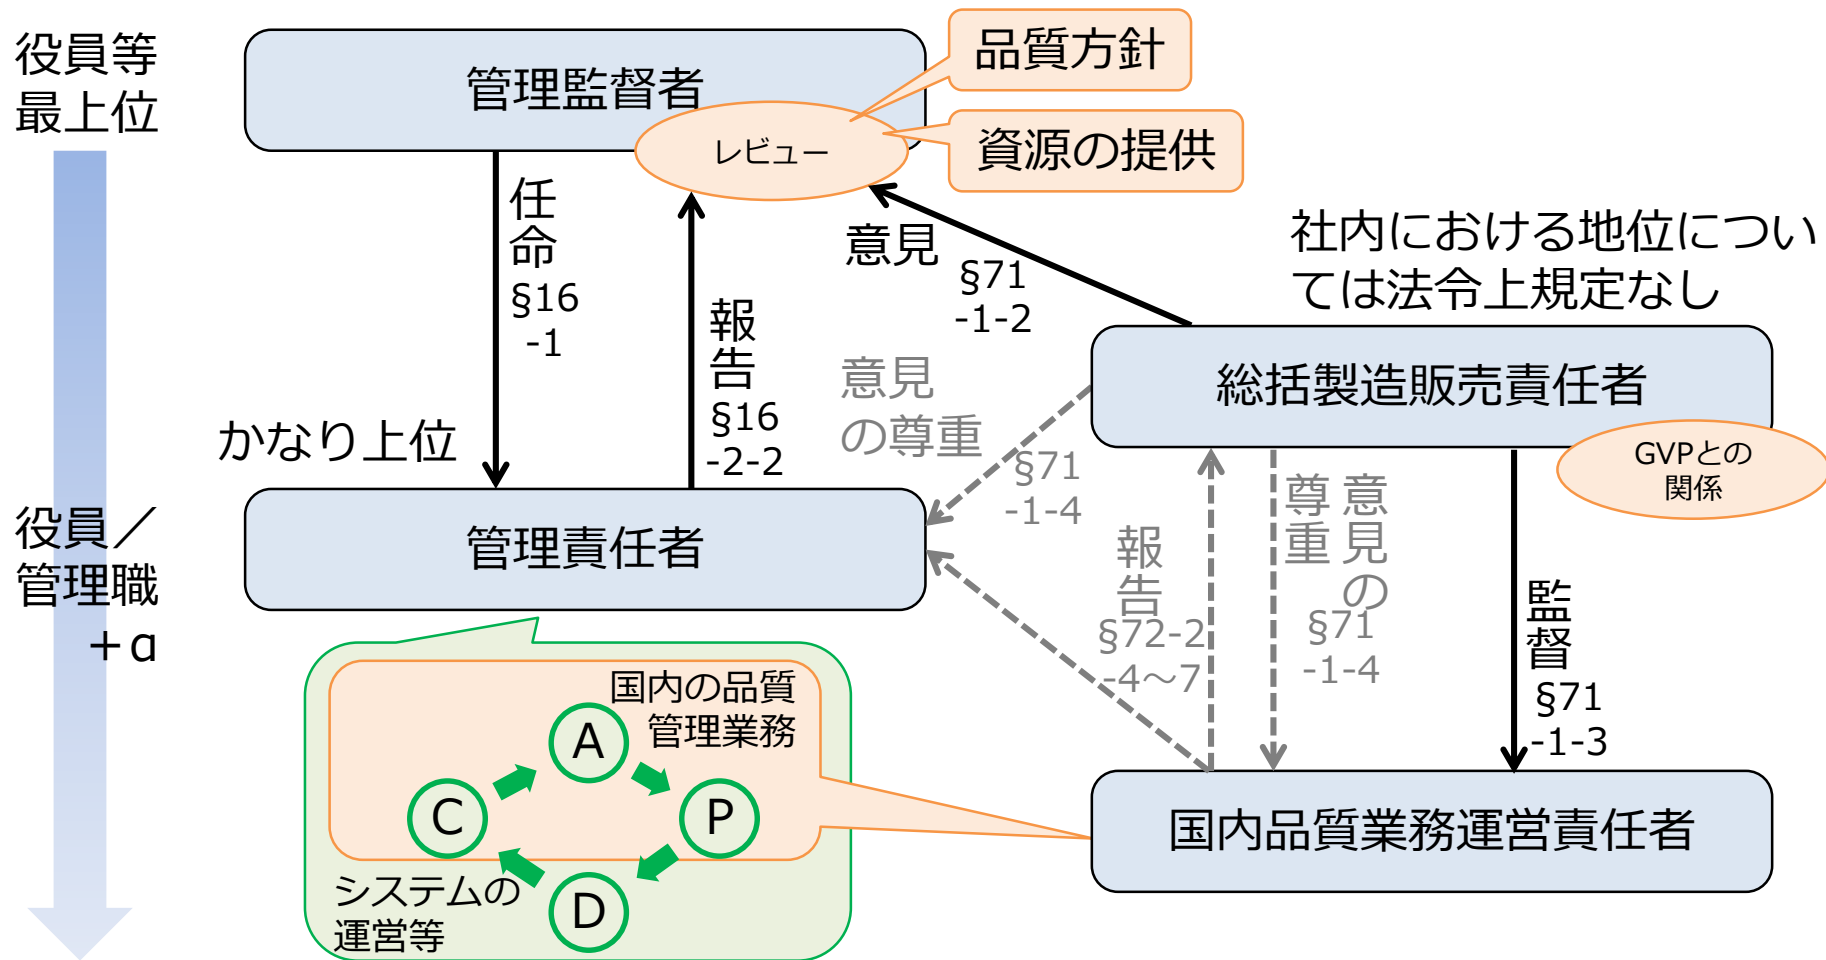 役員等
最上位
管理監督者
レビュー
品質方針
資源の提供
任命
§16
-1
報告
§16
-2-2
意見
§71
-1-2
社内における地位につい
ては法令上規定なし
総括製造販売責任者
GVPとの
関係
意見
の尊重
§71
-1-4
かなり上位
管理責任者
役員／
管理職
＋α
報告
§72-2
-4～7
意見の
尊重
§71
-1-4
監督
§71
-1-3
国内の品質
管理業務
A
P
D
C
システムの
運営等
国内品質業務運営責任者